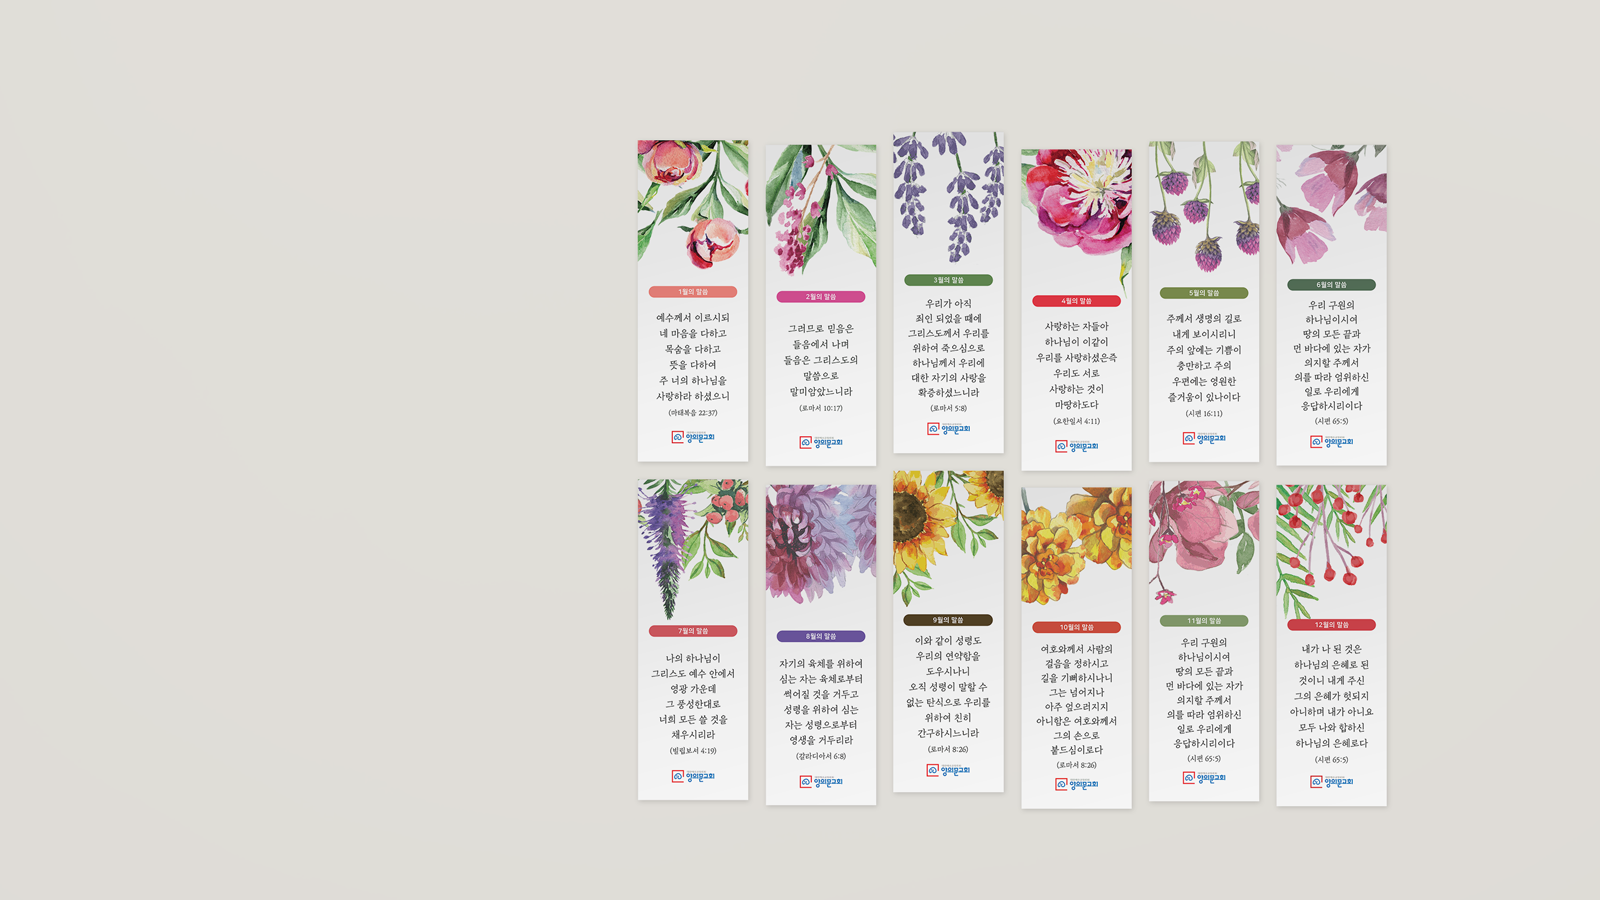 1월의 말씀
예수께서 이르시되
네 마음을 다하고
목숨을 다하고
뜻을 다하여
주 너의 하나님을
사랑하라 하셨으니
(마태복음 22:37)
양의문교회
2월의 말씀
그러므로 믿음은
들음에서 나며
들음은 그리스도의
말씀으로
말미암았느니라
(로마서 10:17)
양의문교회
3월의 말씀
우리가 아직
죄인 되었을 때에
그리스도께서 우리를
위하여 죽으심으로
하나님께서 우리에
대한 자기의 사랑을
확증하셨느니라
(로마서 5:8)
양의문교회
4월의 말씀
사랑하는 자들아
하나님이 이같이
우리를 사랑하셨은즉
우리도 서로
사랑하는 것이
마땅하도다
(요한일서 4:11)
양의문교회
5월의 말씀
주께서 생명의 길로
내게 보이시리니
주의 앞에는 기쁨이
충만하고 주의
우편에는 영원한
즐거움이 있나이다
(시편 16:11)
양의문교회
6월의 말씀
우리 구원의
하나님이시여
땅의 모든 끝과
먼 바다에 있는 자가
의지할 주께서
의를 따라 엄위하신
일로 우리에게
응답하시리이다
(시편 65:5)
양의문교회
7월의 말씀
나의 하나님이
그리스도 예수 안에서
영광 가운데
그 풍성한대로
너희 모든 쓸 것을
채우시리라
(빌립보서 4:19)
양의문교회
8월의 말씀
자기의 육체를 위하여
심는 자는 육체로부터
썩어질 것을 거두고
성령을 위하여 심는
자는 성령으로부터
영생을 거두리라
(갈라디아서 6:8)
양의문교회
9월의 말씀
이와 같이 성령도
우리의 연약함을
도우시나니
오직 성령이 말할 수
없는 탄식으로 우리를
위하여 친히
간구하시느니라
(로마서 8:26)
양의문교회
10월의 말씀
여호와께서 사람의
걸음을 정하시고
길을 기뻐하시나니
그는 넘어지나
아주 엎으러지지
아니함은 여호와께서
그의 손으로
붙드심이로다
(로마서 8:26)
양의문교회
11월의 말씀
우리 구원의
하나님이시여
땅의 모든 끝과
먼 바다에 있는 자가
의지할 주께서
의를 따라 엄위하신
일로 우리에게
응답하시리이다
(시편 65:5)
양의문교회
12월의 말씀
내가 나 된 것은
하나님의 은혜로 된
것이니 내게 주신
그의 은혜가 헛되지
아니하며 내가 아니요
모두 나와 함하신
하나님의 은혜로다
(시편 65:5)
양의문교회